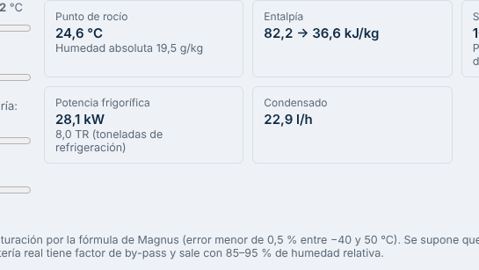 2 °C
Punto de rocío
24,6 °C
Humedad absoluta 19,5 g/kg
Entalpía
82,2 → 36,6 kJ/kg
ría:
Potencia frigorífica
28,1 kW
8,0 TR (toneladas de
refrigeración)
Condensado
22,9 l/h
turación por la fórmula de Magnus (error menor de 0,5 % entre −40 y 50 °C). Se supone que
tería real tiene factor de by-pass y sale con 85–95 % de humedad relativa.